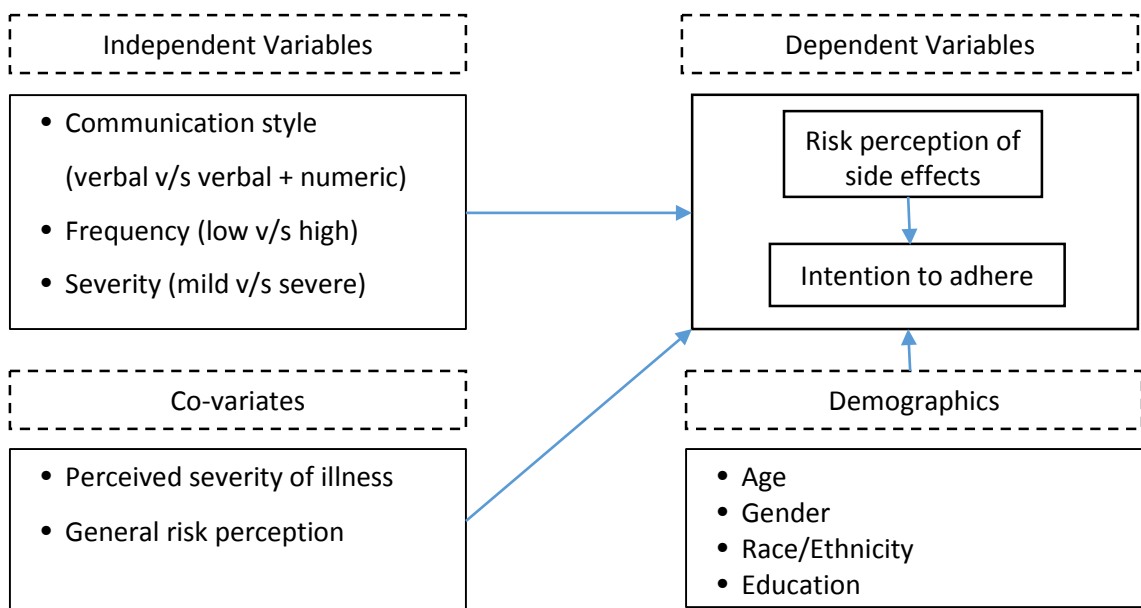 Independent Variables
• Communication style
(verbal v/s verbal + numeric)
• Frequency (low v/s high)
• Severity (mild v/s severe)
Dependent Variables
Risk perception of
side effects
Intention to adhere
Co-variates
• Perceived severity of illness
• General risk perception
Demographics
• Age
• Gender
• Race/Ethnicity
• Education